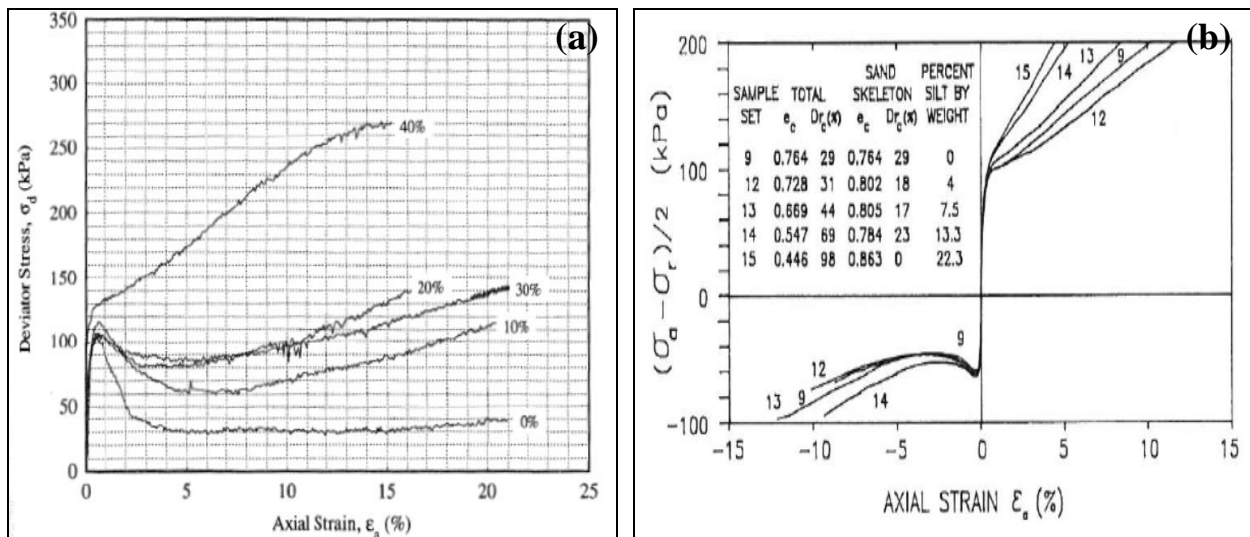 (a)
350
300
250
200
150
100
50
0
Deviator Stress, σd (kPa)
40%
20%
30%
10%
0%
0 5 10 15 20 25
Axial Strain, εa (%)
(b)
200
100
0
-100
(σa − σr)/2 (kPa)
15 14 13 9
12
SAND PERCENT
SAMPLE TOTAL SKELETON SILT BY
SET ec Drc(%) ec Drc(%) WEIGHT
9 0.764 29 0.764 29 0
12 0.728 31 0.802 18 4
13 0.669 44 0.805 17 7.5
14 0.547 69 0.784 23 13.3
15 0.446 98 0.863 0 22.3
9
12
13 9 14
-15 -10 -5 0 5 10 15
AXIAL STRAIN εa (%)